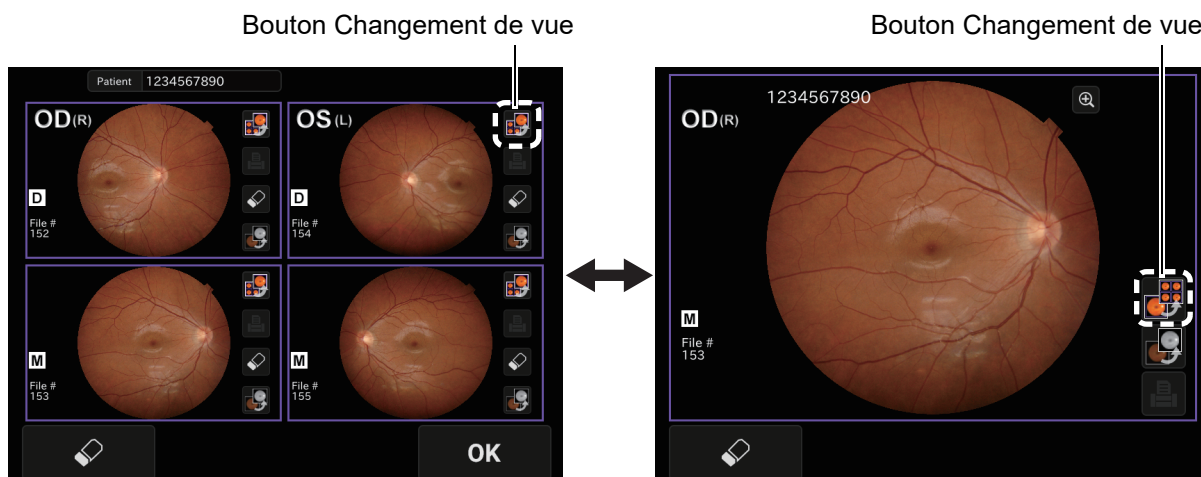 Bouton Changement de vue
Bouton Changement de vue
Patient 1234567890
OD(R)
D
File #
152
OS (L)
D
File #
154
M
File #
153
M
File #
155
OK
1234567890
OD(R)
M
File #
153